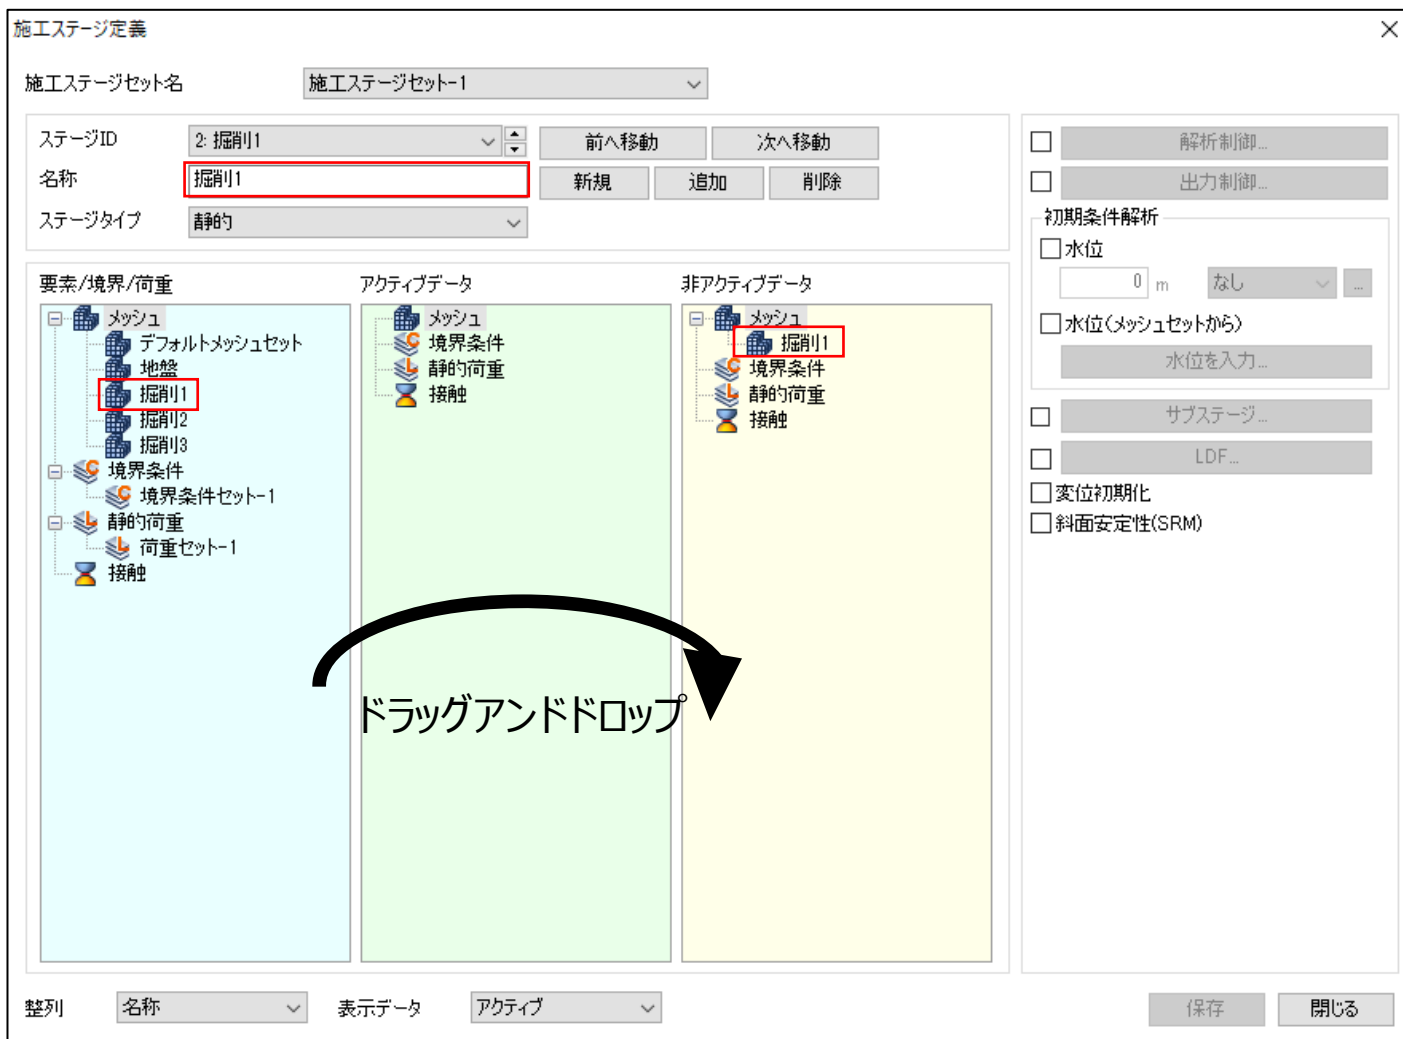 施工ステージ定義
施工ステージセット名 施工ステージセット-1
ステージID 2: 掘削1 前へ移動 次へ移動
名称 掘削1 新規 追加 削除
ステージタイプ 静的
要素/境界/荷重
メッシュ
デフォルトメッシュセット
地盤
掘削1
掘削2
掘削3
境界条件
境界条件セット-1
静的荷重
荷重セット-1
接触
アクティブデータ
メッシュ
境界条件
静的荷重
接触
非アクティブデータ
メッシュ
掘削1
境界条件
静的荷重
接触
ドラッグアンドドロップ
解析制御...
出力制御...
初期条件解析
水位
0 m なし ...
水位(メッシュセットから)
水位を入力...
サブステージ...
LDF...
変位初期化
斜面安定性(SRM)
整列 名称 表示データ アクティブ 保存 閉じる